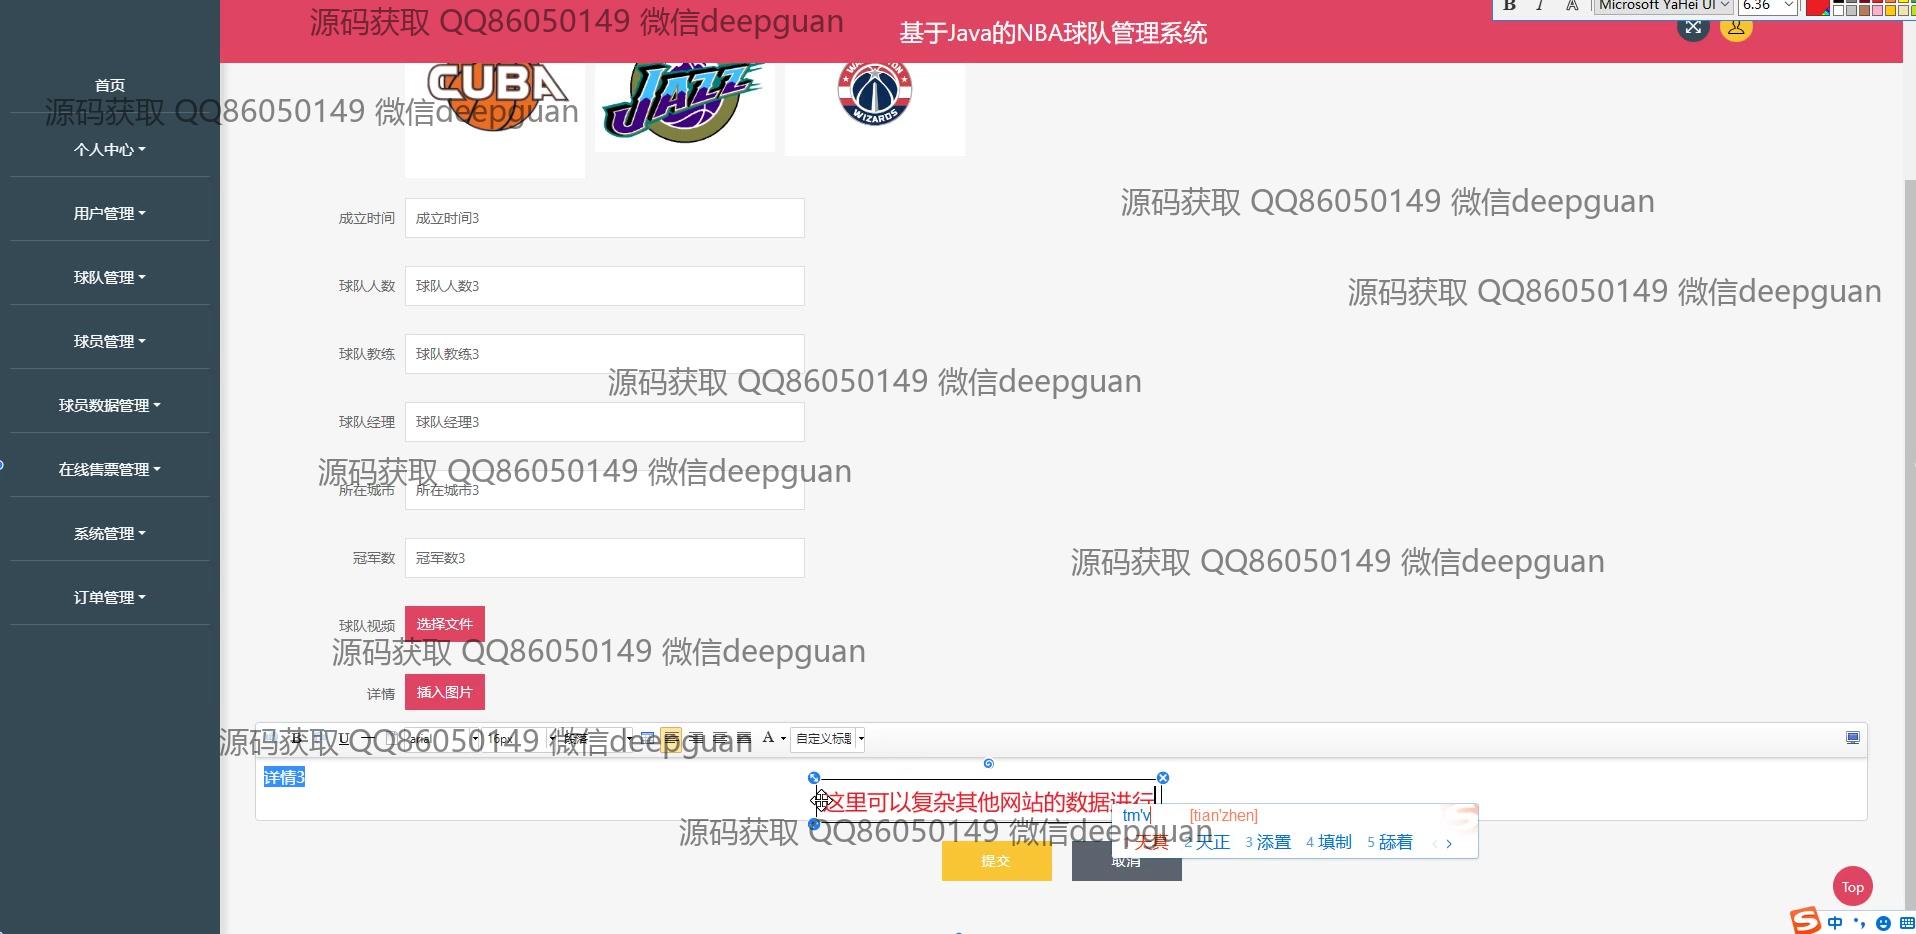 Microsoft YaHei UI
6.36
源码获取 QQ86050149 微信deepguan
基于Java的NBA球队管理系统
首页
CUBA
JAZZ
WIZARDS
源码获取 QQ86050149 微信deepguan
个人中心
源码获取 QQ86050149 微信deepguan
用户管理
成立时间 成立时间3
球队管理
球队人数 球队人数3
源码获取 QQ86050149 微信deepguan
球员管理
球队教练 球队教练3
源码获取 QQ86050149 微信deepguan
球员数据管理
球队经理 球队经理3
在线售票管理
源码获取 QQ86050149 微信deepguan
所在城市 所在城市3
系统管理
冠军数 冠军数3
源码获取 QQ86050149 微信deepguan
订单管理
球队视频 选择文件
源码获取 QQ86050149 微信deepguan
详情 插入图片
源码获取 QQ86050149 微信deepguan
B U arial 16px 段落 A 自定义标题
详情3
这里可以复杂其他网站的数据进行
tm'v [tian'zhen]
源码获取 QQ86050149 微信deepguan
1 天真 2 天正 3 添置 4 填制 5 舔着
提交 取消
Top
中